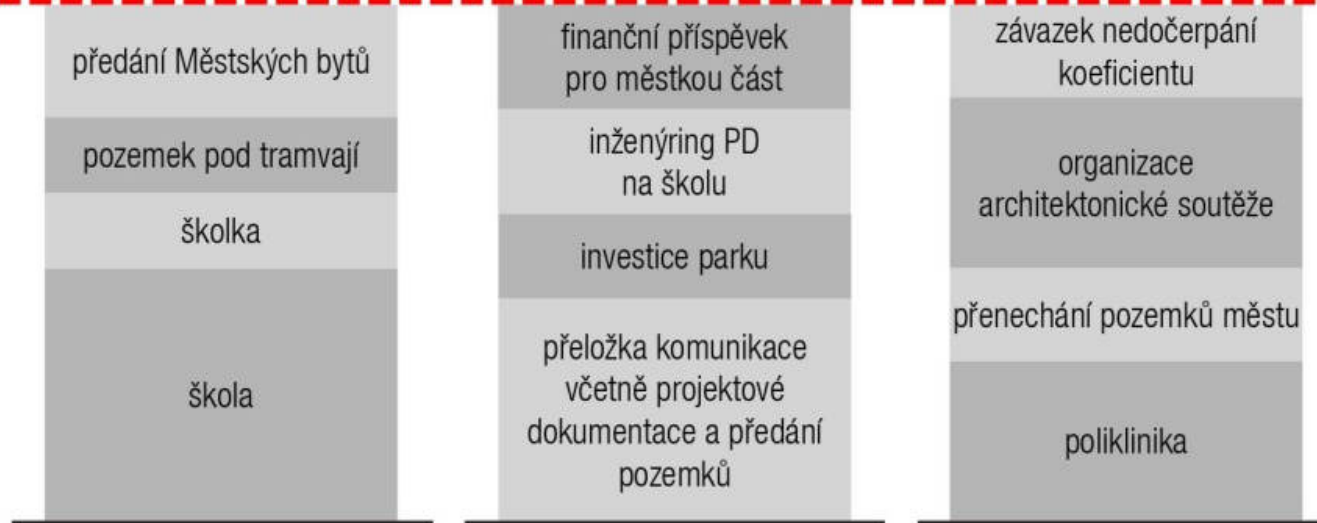 předání Městských bytů
pozemek pod tramvají
školka
škola
finanční příspěvek
pro městkou část
inženýring PD
na školu
investice parku
přeložka komunikace
včetně projektové
dokumentace a předání
pozemků
závazek nedočerpání
koeficientu
organizace
architektonické soutěže
přenechání pozemků městu
poliklinika